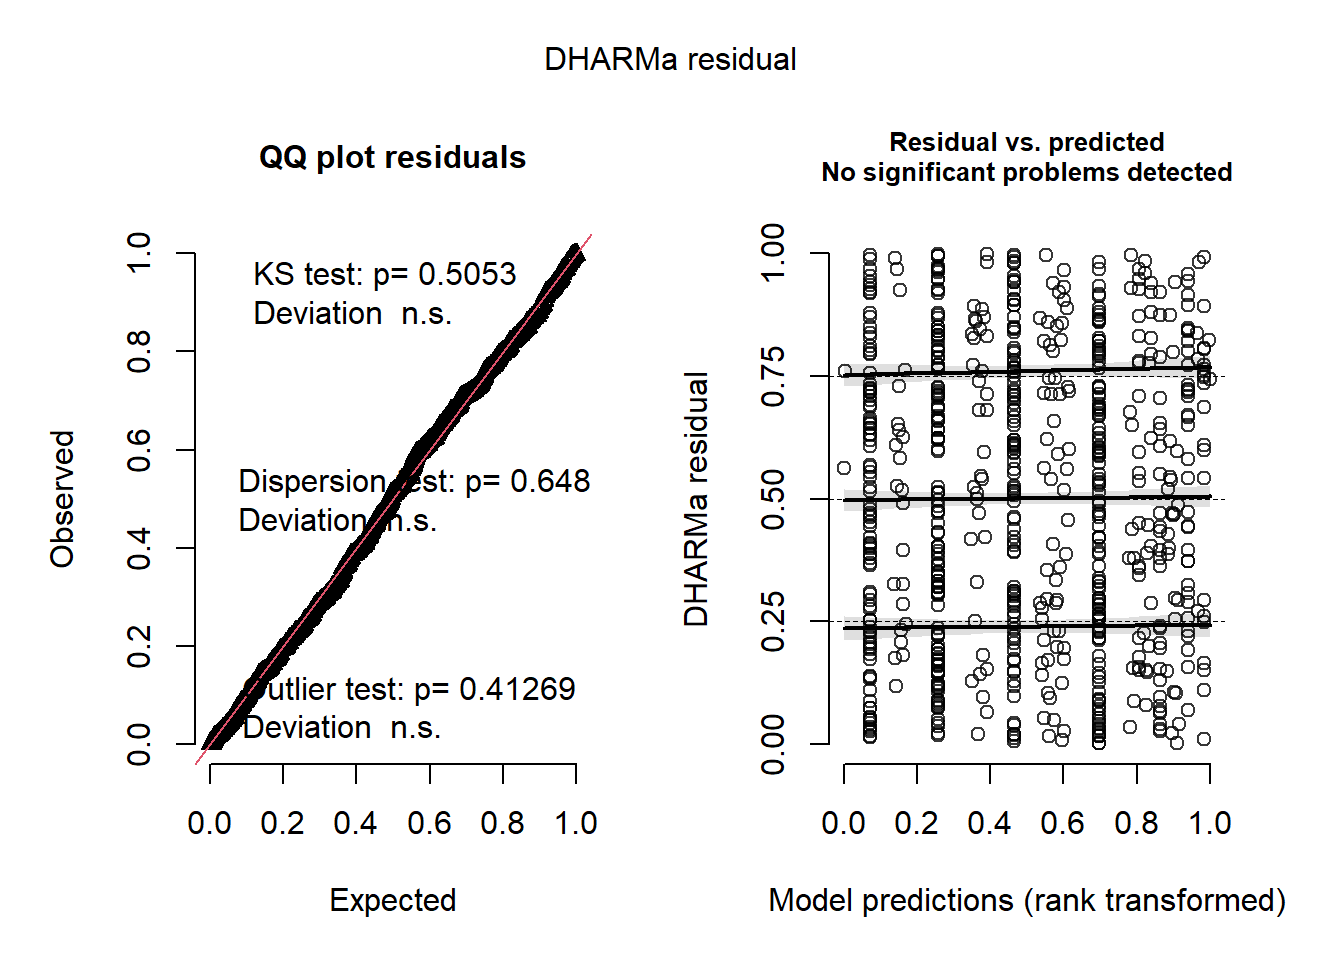 DHARMa residual
QQ plot residuals
KS test: p= 0.5053
Deviation  n.s.
Dispersion test: p= 0.648
Deviation n.s.
Outlier test: p= 0.41269
Deviation  n.s.
Observed
0.0 0.2 0.4 0.6 0.8 1.0
0.0 0.2 0.4 0.6 0.8 1.0
Expected
Residual vs. predicted
No significant problems detected
DHARMa residual
0.00 0.25 0.50 0.75 1.00
0.0 0.2 0.4 0.6 0.8 1.0
Model predictions (rank transformed)